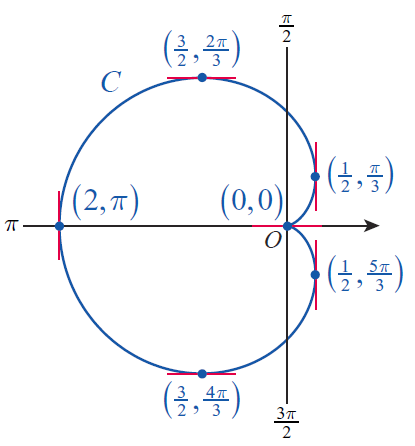 π/2
(3/2, 2π/3)
C
(1/2, π/3)
(2, π)
(0,0)
π
O
(1/2, 5π/3)
(3/2, 4π/3)
3π/2